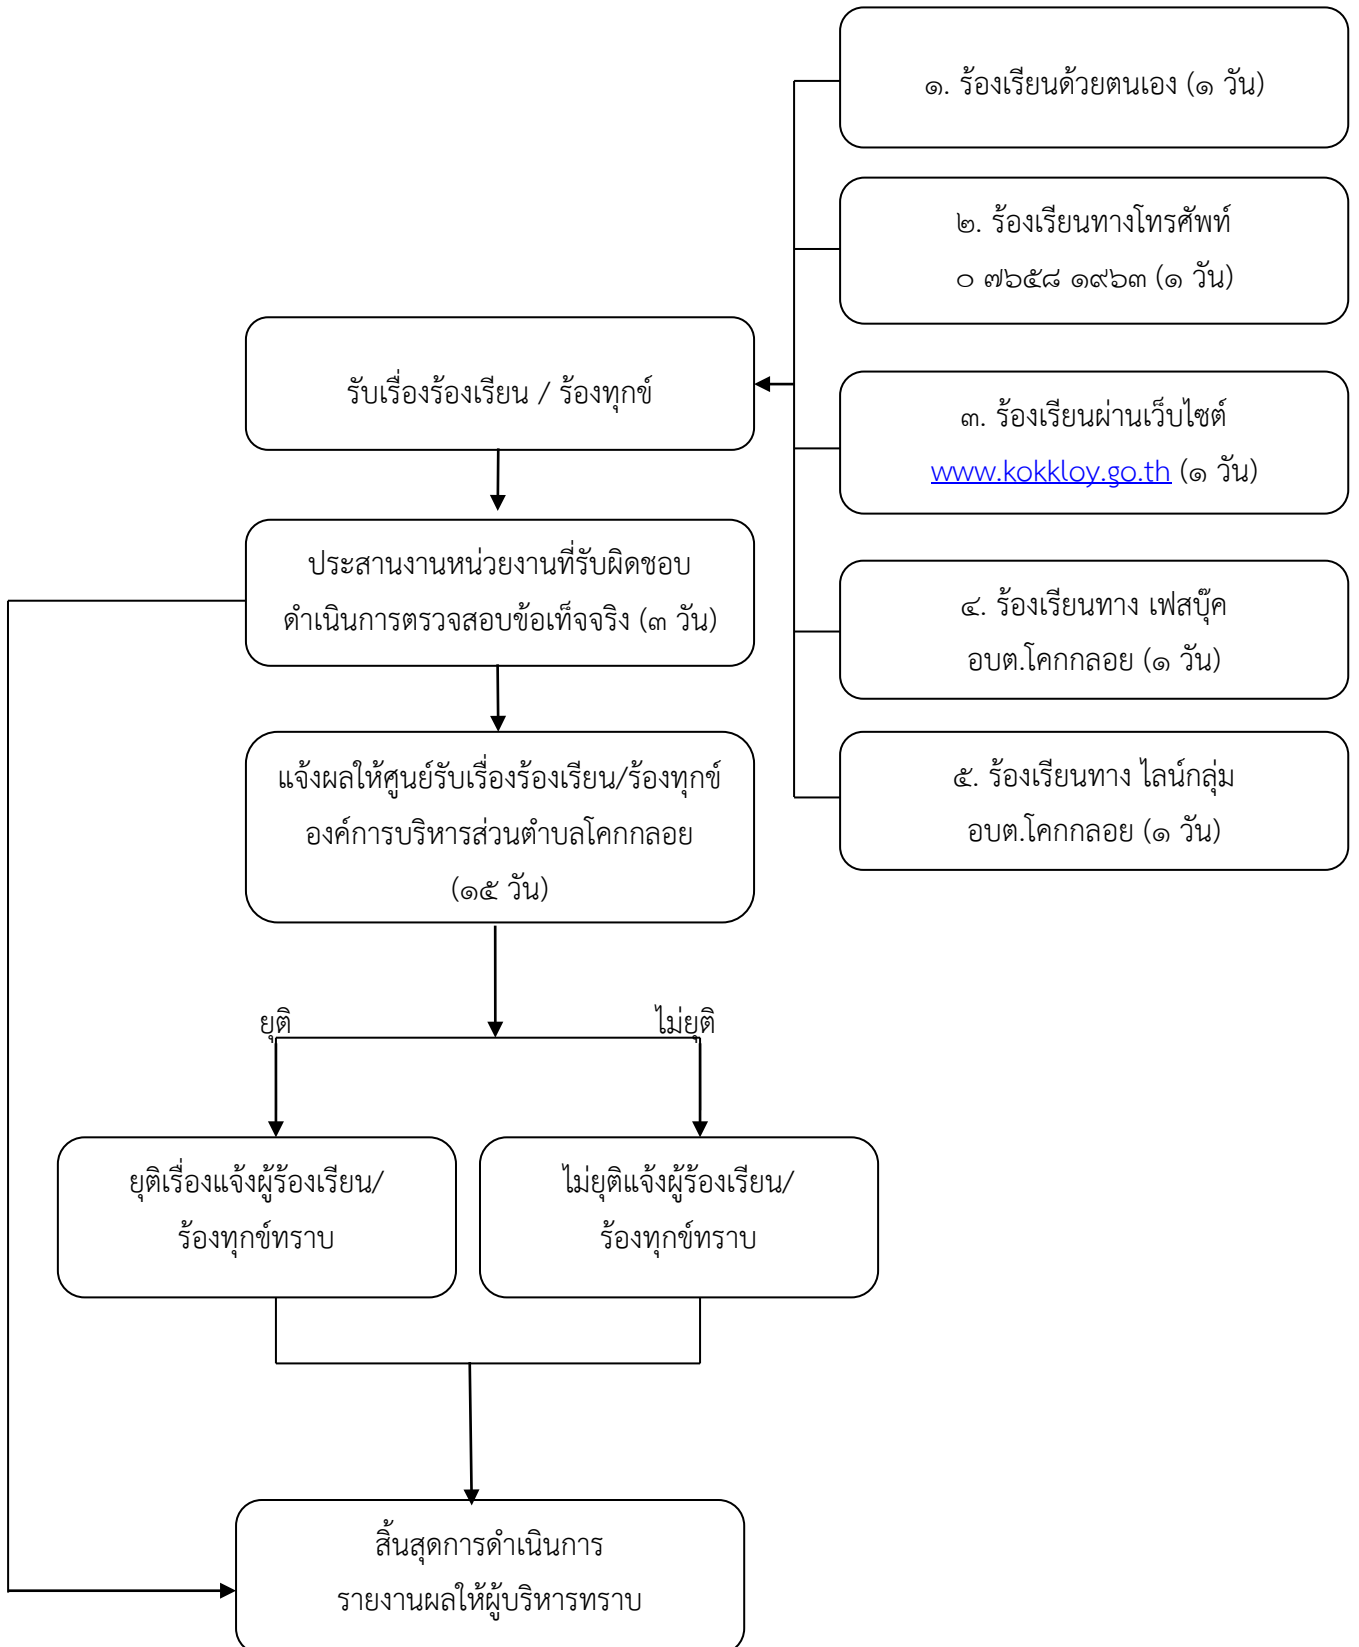 ๑. ร้องเรียนด้วยตนเอง (๑ วัน)
๒. ร้องเรียนทางโทรศัพท์
๐ ๗๖๕๘ ๑๙๖๓ (๑ วัน)
รับเรื่องร้องเรียน / ร้องทุกข์
๓. ร้องเรียนผ่านเว็บไซต์
www.kokkloy.go.th (๑ วัน)
ประสานงานหน่วยงานที่รับผิดชอบ
ดำเนินการตรวจสอบข้อเท็จจริง (๓ วัน)
๔. ร้องเรียนทาง เฟสบุ๊ค
อบต.โคกกลอย (๑ วัน)
แจ้งผลให้ศูนย์รับเรื่องร้องเรียน/ร้องทุกข์
องค์การบริหารส่วนตำบลโคกกลอย
(๑๕ วัน)
๕. ร้องเรียนทาง ไลน์กลุ่ม
อบต.โคกกลอย (๑ วัน)
ยุติ
ไม่ยุติ
ยุติเรื่องแจ้งผู้ร้องเรียน/
ร้องทุกข์ทราบ
ไม่ยุติแจ้งผู้ร้องเรียน/
ร้องทุกข์ทราบ
สิ้นสุดการดำเนินการ
รายงานผลให้ผู้บริหารทราบ